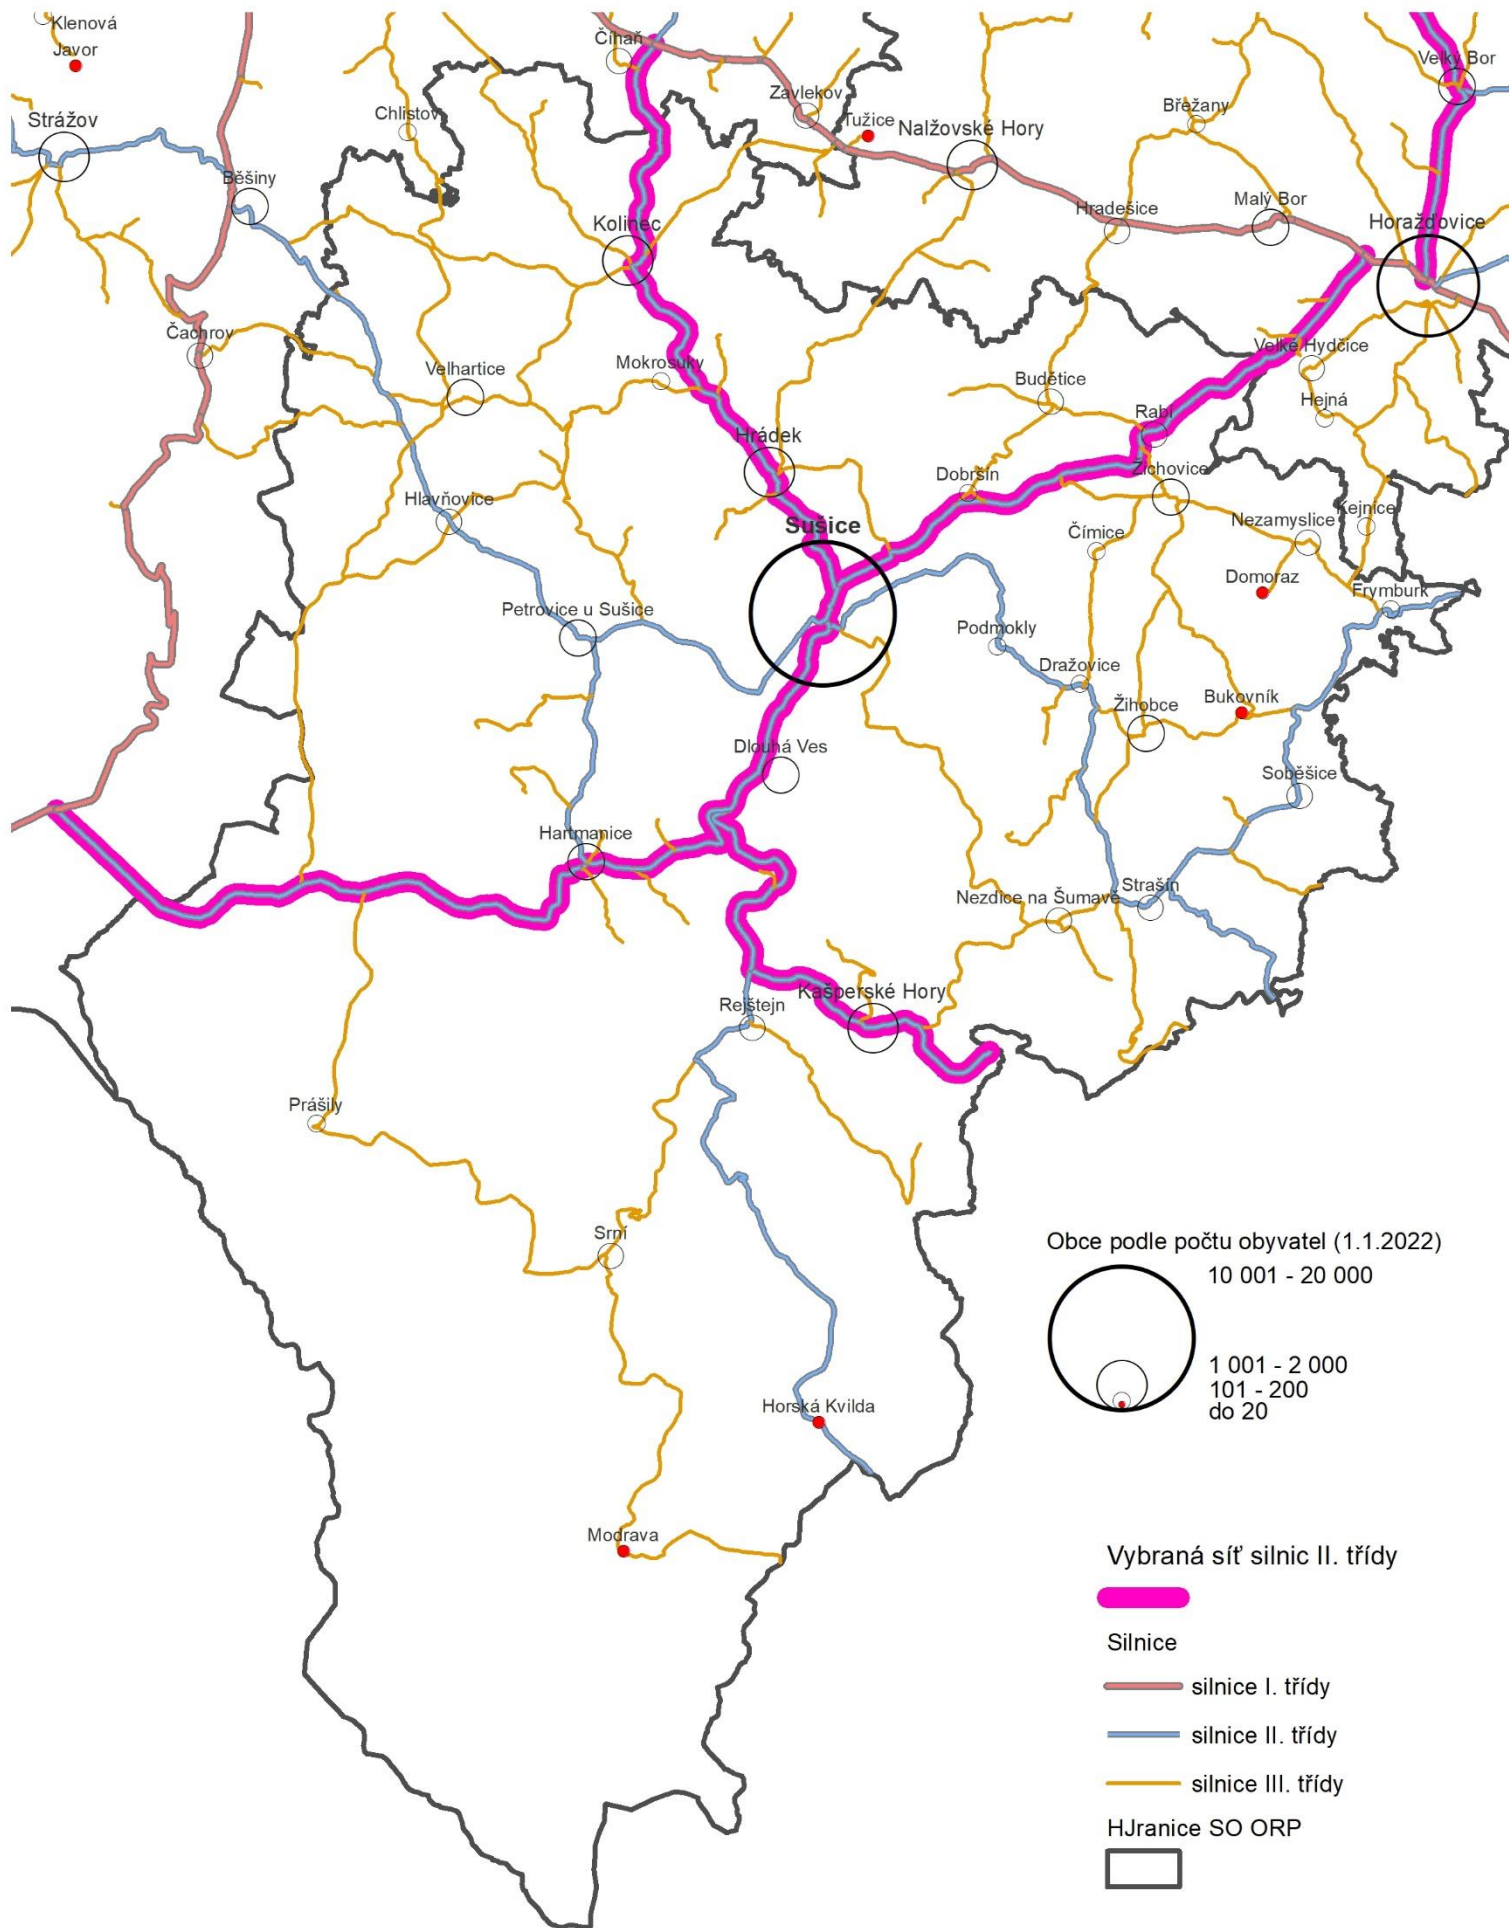 Klenová
Javor
Číhaň
Velký Bor
Zavlekov
Břežany
Chlistov
Strážov
Tužice
Nalžovské Hory
Běšiny
Malý Bor
Hradešice
Kolinec
Horažďovice
Čachrov
Velké Hydčice
Mokrosuky
Velhartice
Budětice
Hejná
Rabí
Hrádek
Dobršín
Žichovice
Hlavňovice
Kejnice
Nezamyslice
Sušice
Čímice
Domoraz
Frymburk
Petrovice u Sušice
Podmokly
Dražovice
Žihobce
Bukovník
Dlouhá Ves
Soběšice
Hartmanice
Strašín
Nezdice na Šumavě
Kašperské Hory
Rejštejn
Prášily
Srní
Obce podle počtu obyvatel (1.1.2022)
10 001 - 20 000
1 001 - 2 000
101 - 200
do 20
Horská Kvilda
Modrava
Vybraná síť silnic II. třídy
Silnice
silnice I. třídy
silnice II. třídy
silnice III. třídy
HJranice SO ORP